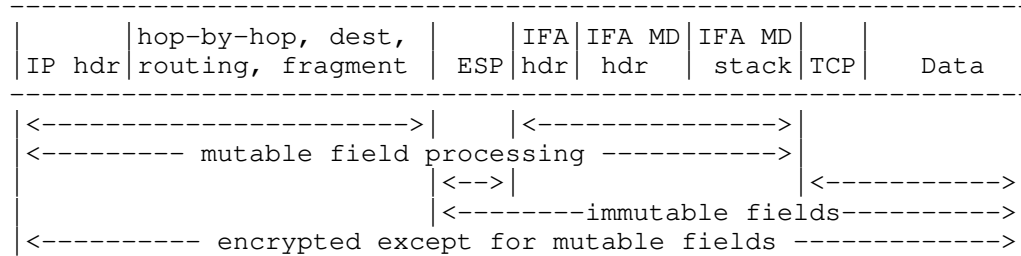 -----------------------------------------------------------------
|       |hop-by-hop, dest, |   |IFA|IFA MD|IFA MD|   |
|IP hdr|routing, fragment  | ESP|hdr| hdr  | stack|TCP|   Data
-----------------------------------------------------------------
|<----------------------->|    |<--------------->|
|<--------- mutable field processing ----------->|
|                          |<-->|                 |<----------->
|                          |<--------immutable fields---------->
|<---------- encrypted except for mutable fields ------------->